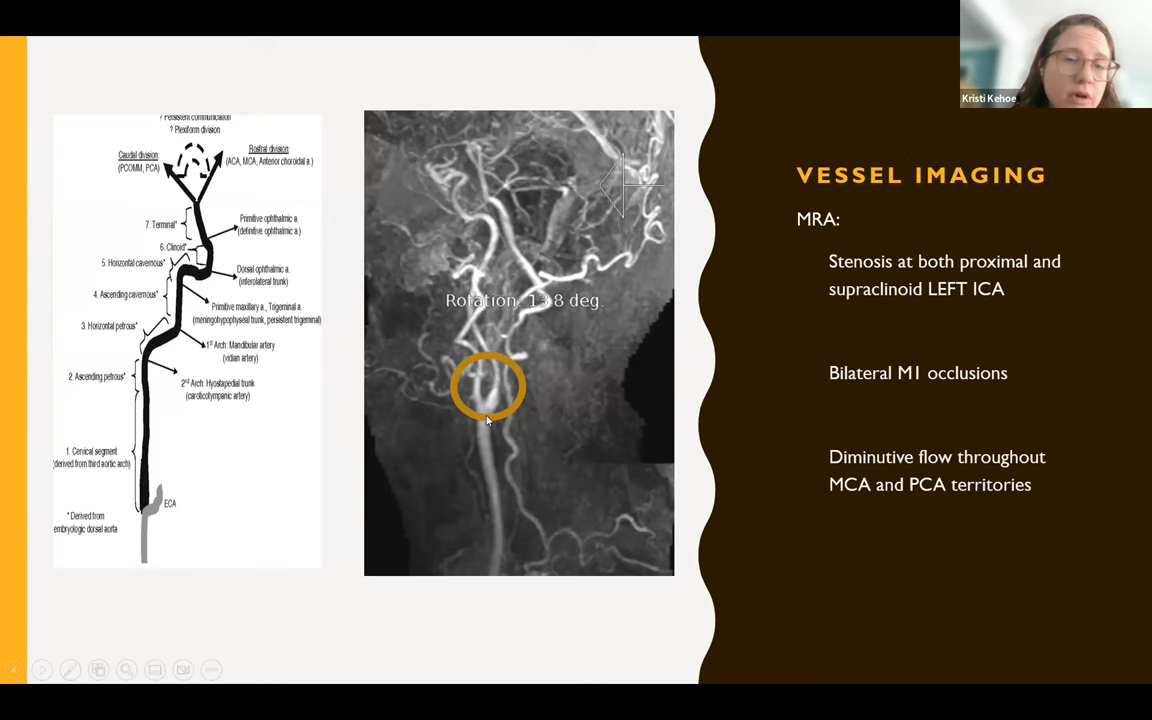 ? Persistent communication
? Plexiform division
Caudal division:
(PCOMM, PCA)
Rostral division:
(ACA, MCA, Anterior choroidal a.)
7. Terminal*
Primitive ophthalmic a.
(definitive ophthalmic a.)
6. Clinoid*
5. Horizontal cavernous*
Dorsal ophthalmic a.
(inferolateral trunk)
4. Ascending cavernous*
Primitive maxillary a., Trigeminal a.
(meningohypophyseal trunk, persistent trigeminal)
3. Horizontal petrous*
1st Arch: Mandibular artery
(vidian artery)
2. Ascending petrous*
2nd Arch: Hyostapedial trunk
(caroticotympanic artery)
1. Cervical segment
(derived from third aortic arch)
ECA
* Derived from
embryologic dorsal aorta
Rotation: 13.8 deg.
Kristi Kehoe
VESSEL IMAGING
MRA:
Stenosis at both proximal and
supraclinoid LEFT ICA
Bilateral M1 occlusions
Diminutive flow throughout
MCA and PCA territories